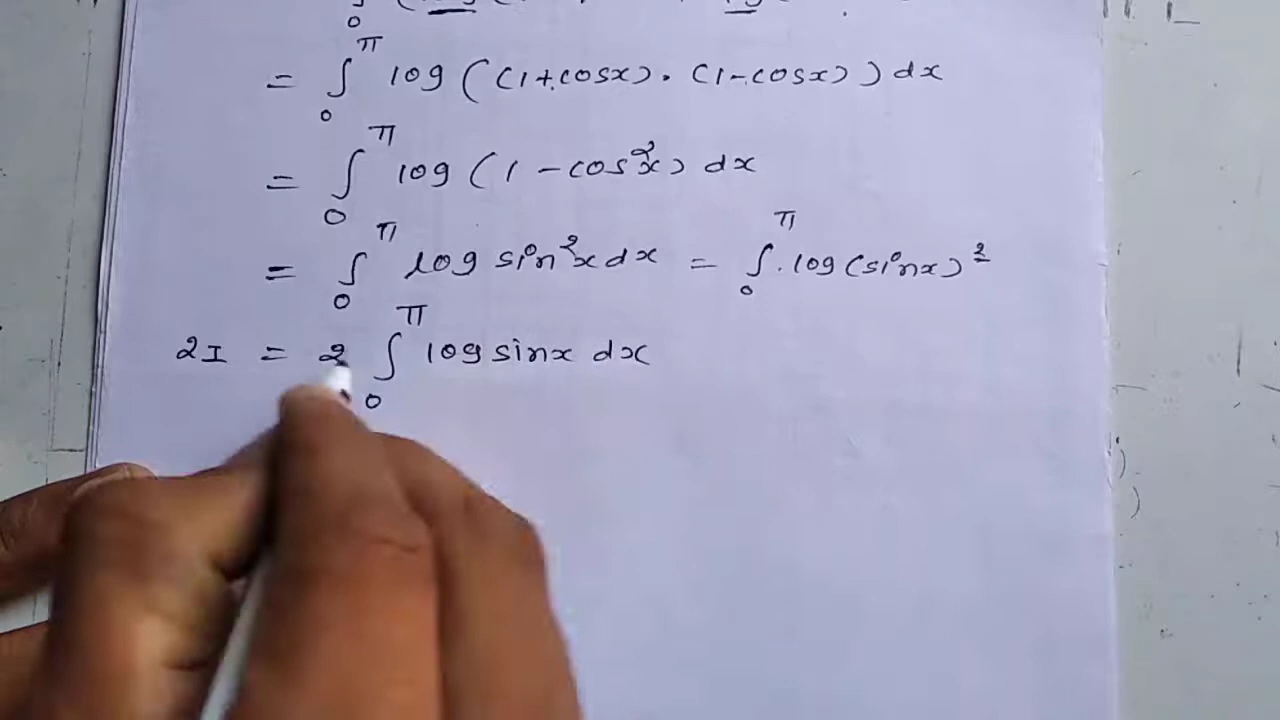 = ∫₀^π log ((1+cosx) . (1-cosx)) dx
= ∫₀^π log (1 - cos²x) dx
= ∫₀^π log sin²x dx = ∫₀^π . log (sinx)²
2I = 2 ∫₀^π log sinx dx